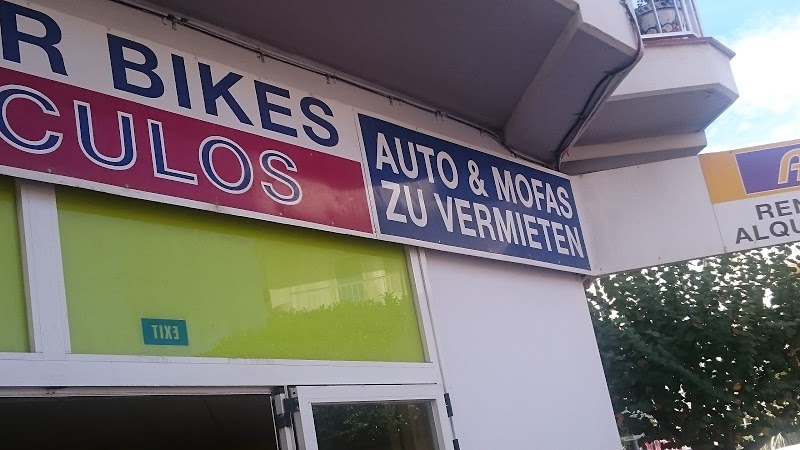 R BIKES
CULOS
AUTO & MOFAS
ZU VERMIETEN
REN
ALQU
EXIT